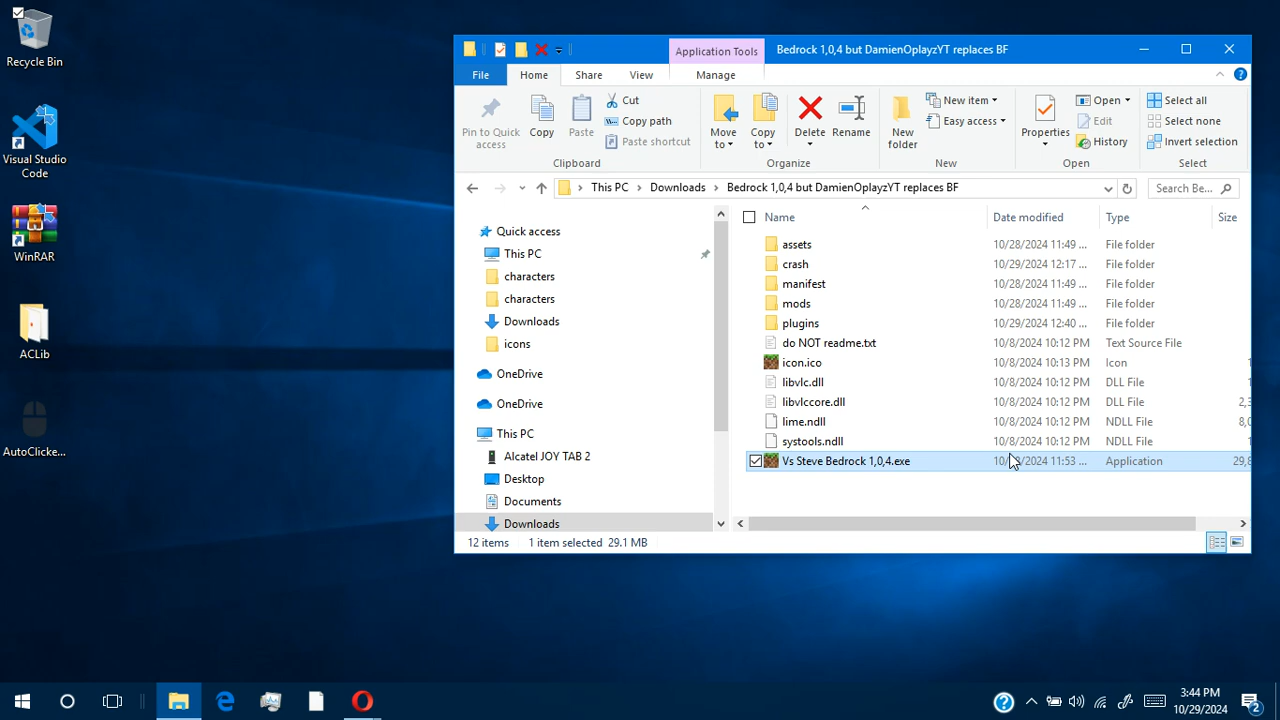 Recycle Bin
Visual Studio
Code
WinRAR
ACLib
AutoClicke...
Application Tools
Bedrock 1,0,4 but DamienOplayzYT replaces BF
File
Home
Share
View
Manage
Pin to Quick
access
Copy
Paste
Cut
Copy path
Paste shortcut
Clipboard
Move
to
Copy
to
Delete
Rename
Organize
New
folder
New item
Easy access
New
Properties
Open
Edit
History
Open
Select all
Select none
Invert selection
Select
This PC
Downloads
Bedrock 1,0,4 but DamienOplayzYT replaces BF
Search Be...
Quick access
This PC
characters
characters
Downloads
icons
OneDrive
OneDrive
This PC
Alcatel JOY TAB 2
Desktop
Documents
Downloads
Name Date modified Type Size
assets 10/28/2024 11:49 ... File folder
crash 10/29/2024 12:17 ... File folder
manifest 10/28/2024 11:49 ... File folder
mods 10/28/2024 11:49 ... File folder
plugins 10/29/2024 12:40 ... File folder
do NOT readme.txt 10/8/2024 10:12 PM Text Source File
icon.ico 10/8/2024 10:13 PM Icon
libvlc.dll 10/8/2024 10:12 PM DLL File 1
libvlccore.dll 10/8/2024 10:12 PM DLL File 2,3
lime.ndll 10/8/2024 10:12 PM NDLL File 8,0
systools.ndll 10/8/2024 10:12 PM NDLL File 1
Vs Steve Bedrock 1,0,4.exe 11:53 ... Application 29,8
12 items 1 item selected 29.1 MB
3:44 PM
10/29/2024
2